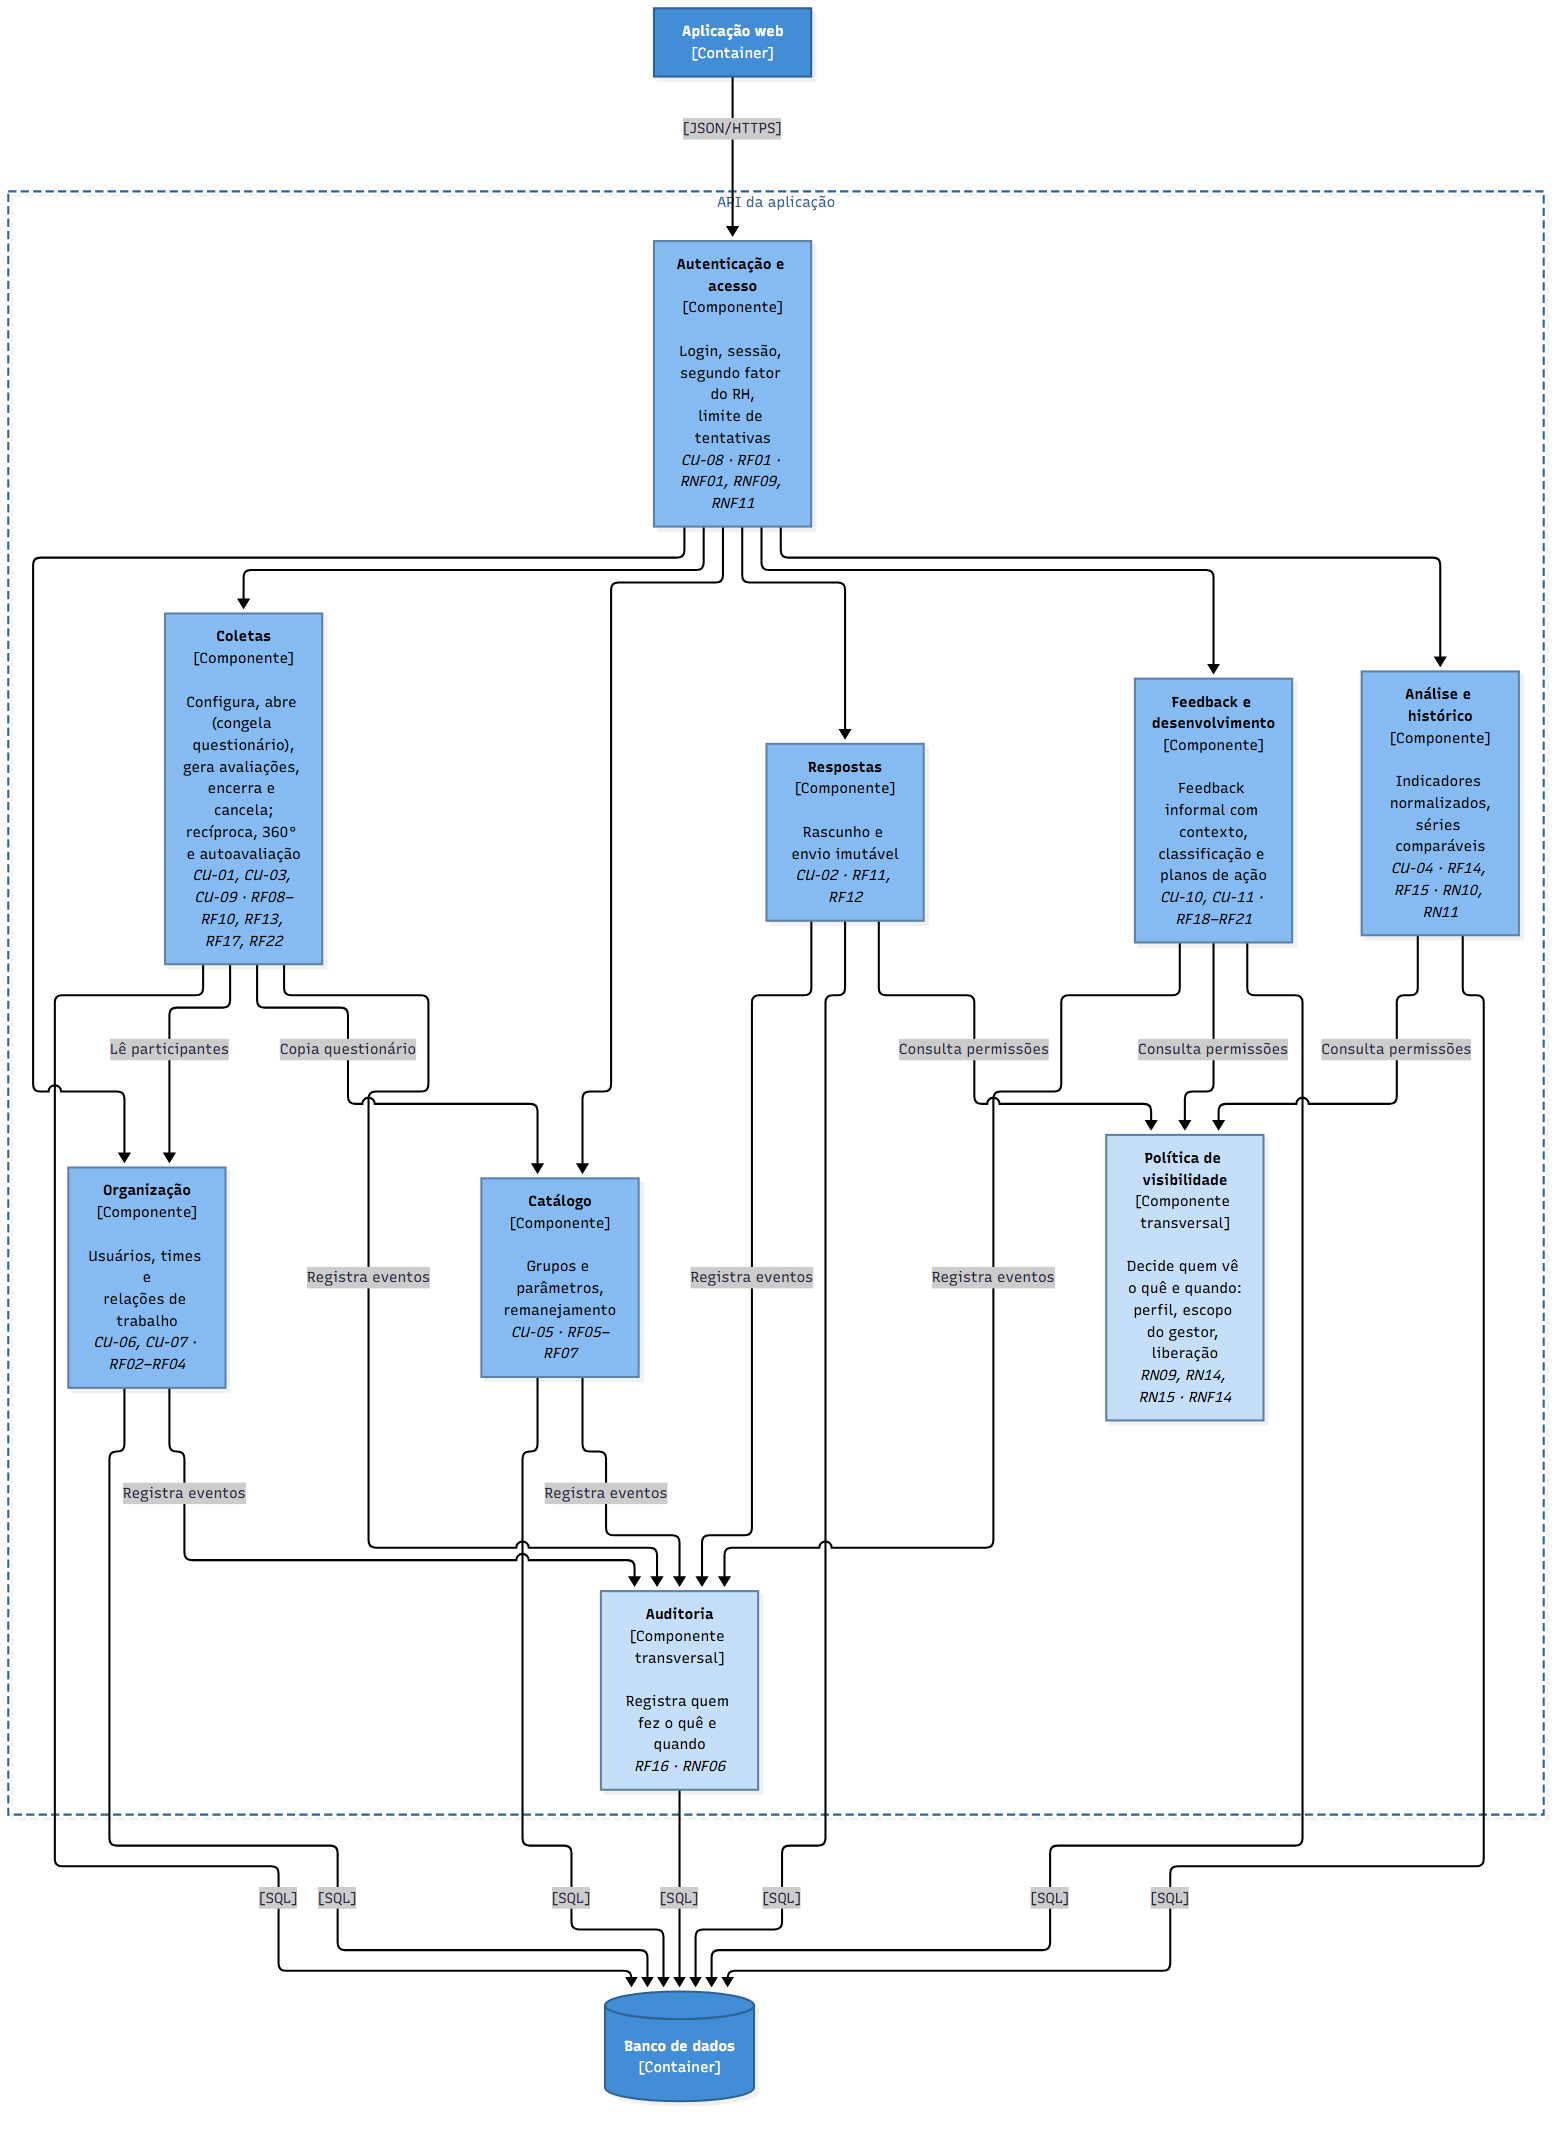 Aplicação web
[Container]
[JSON/HTTPS]
API da aplicação
Autenticação e
acesso
[Componente]
Login, sessão,
segundo fator
do RH,
limite de
tentativas
CU-08 · RF01 ·
RNF01, RNF09,
RNF11
Coletas
[Componente]
Configura, abre
(congela
questionário),
gera avaliações,
encerra e
cancela;
recíproca, 360°
e autoavaliação
CU-01, CU-03,
CU-09 · RF08–
RF10, RF13,
RF17, RF22
Respostas
[Componente]
Rascunho e
envio imutável
CU-02 · RF11,
RF12
Feedback e
desenvolvimento
[Componente]
Feedback
informal com
contexto,
classificação e
planos de ação
CU-10, CU-11 ·
RF18–RF21
Análise e
histórico
[Componente]
Indicadores
normalizados,
séries
comparáveis
CU-04 · RF14,
RF15 · RN10,
RN11
Lê participantes
Copia questionário
Consulta permissões
Consulta permissões
Consulta permissões
Organização
[Componente]
Usuários, times
e
relações de
trabalho
CU-06, CU-07 ·
RF02–RF04
Registra eventos
Catálogo
[Componente]
Grupos e
parâmetros,
remanejamento
CU-05 · RF05–
RF07
Registra eventos
Registra eventos
Política de
visibilidade
[Componente
transversal]
Decide quem vê
o quê e quando:
perfil, escopo
do gestor,
liberação
RN09, RN14,
RN15 · RNF14
Registra eventos
Registra eventos
Auditoria
[Componente
transversal]
Registra quem
fez o quê e
quando
RF16 · RNF06
[SQL]
[SQL]
[SQL]
[SQL]
[SQL]
[SQL]
[SQL]
Banco de dados
[Container]